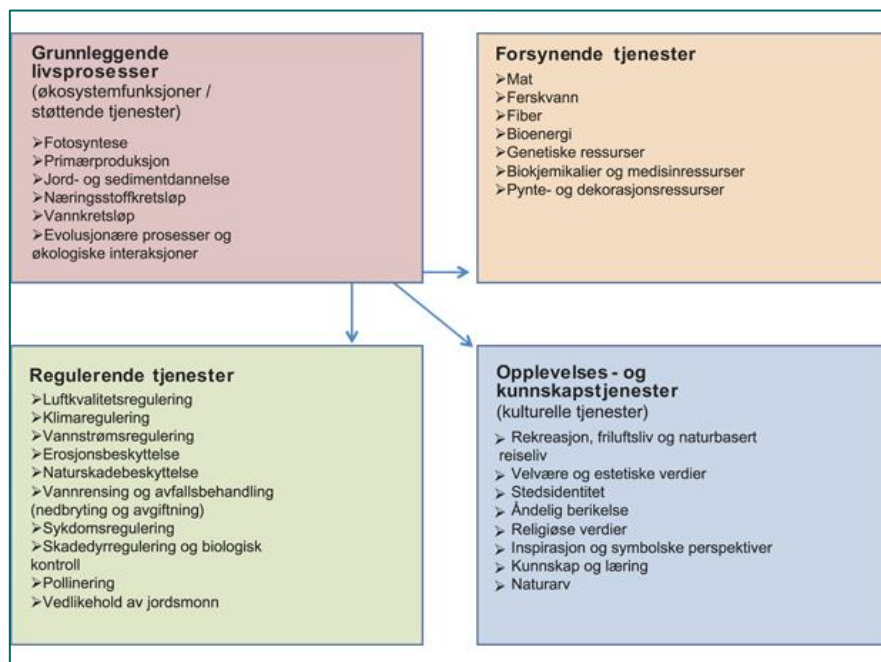 Grunnleggende
livsprosesser
(økosystemfunksjoner /
støttende tjenester)
➢Fotosyntese
➢Primærproduksjon
➢Jord- og sedimentdannelse
➢Næringsstoffkretsløp
➢Vannkretsløp
➢Evolusjonære prosesser og
økologiske interaksjoner
Forsynende tjenester
➢Mat
➢Ferskvann
➢Fiber
➢Bioenergi
➢Genetiske ressurser
➢Biokjemikalier og medisinressurser
➢Pynte- og dekorasjonsressurser
Regulerende tjenester
➢Luftkvalitetsregulering
➢Klimaregulering
➢Vannstrømsregulering
➢Erosjonsbeskyttelse
➢Naturskadebeskyttelse
➢Vannrensing og avfallsbehandling
(nedbryting og avgiftning)
➢Sykdomsregulering
➢Skadedyrregulering og biologisk
kontroll
➢Pollinering
➢Vedlikehold av jordsmonn
Opplevelses- og
kunnskapstjenester
(kulturelle tjenester)
➢ Rekreasjon, friluftsliv og naturbasert
reiseliv
➢ Velvære og estetiske verdier
➢ Stedsidentitet
➢ Åndelig berikelse
➢ Religiøse verdier
➢ Inspirasjon og symbolske perspektiver
➢ Kunnskap og læring
➢ Naturarv